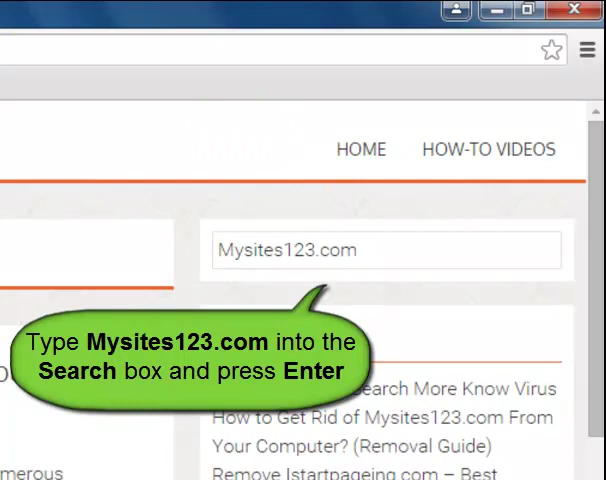 HOME HOW-TO VIDEOS
Mysites123.com
Type Mysites123.com into the
Search box and press Enter
Search More Know Virus
How to Get Rid of Mysites123.com From
Your Computer? (Removal Guide)
Remove Istartpageing.com – Best